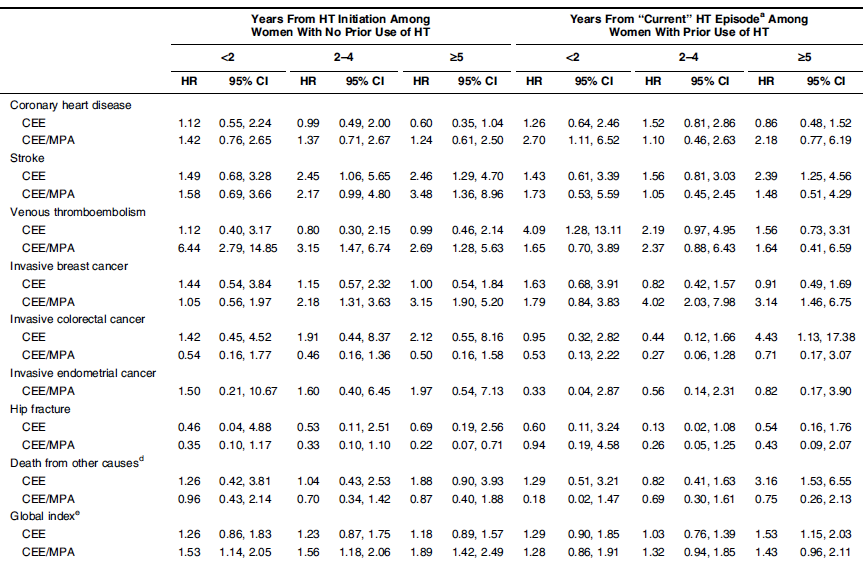 Years From HT Initiation Among Women With No Prior Use of HT Years From “Current” HT Episodeᵃ Among Women With Prior Use of HT
<2 2–4 ≥5 <2 2–4 ≥5
HR 95% CI HR 95% CI HR 95% CI HR 95% CI HR 95% CI HR 95% CI
Coronary heart disease
CEE 1.12 0.55, 2.24 0.99 0.49, 2.00 0.60 0.35, 1.04 1.26 0.64, 2.46 1.52 0.81, 2.86 0.86 0.48, 1.52
CEE/MPA 1.42 0.76, 2.65 1.37 0.71, 2.67 1.24 0.61, 2.50 2.70 1.11, 6.52 1.10 0.46, 2.63 2.18 0.77, 6.19
Stroke
CEE 1.49 0.68, 3.28 2.45 1.06, 5.65 2.46 1.29, 4.70 1.43 0.61, 3.39 1.56 0.81, 3.03 2.39 1.25, 4.56
CEE/MPA 1.58 0.69, 3.66 2.17 0.99, 4.80 3.48 1.36, 8.96 1.73 0.53, 5.59 1.05 0.45, 2.45 1.48 0.51, 4.29
Venous thromboembolism
CEE 1.12 0.40, 3.17 0.80 0.30, 2.15 0.99 0.46, 2.14 4.09 1.28, 13.11 2.19 0.97, 4.95 1.56 0.73, 3.31
CEE/MPA 6.44 2.79, 14.85 3.15 1.47, 6.74 2.69 1.28, 5.63 1.65 0.70, 3.89 2.37 0.88, 6.43 1.64 0.41, 6.59
Invasive breast cancer
CEE 1.44 0.54, 3.84 1.15 0.57, 2.32 1.00 0.54, 1.84 1.63 0.68, 3.91 0.82 0.42, 1.57 0.91 0.49, 1.69
CEE/MPA 1.05 0.56, 1.97 2.18 1.31, 3.63 3.15 1.90, 5.20 1.79 0.84, 3.83 4.02 2.03, 7.98 3.14 1.46, 6.75
Invasive colorectal cancer
CEE 1.42 0.45, 4.52 1.91 0.44, 8.37 2.12 0.55, 8.16 0.95 0.32, 2.82 0.44 0.12, 1.66 4.43 1.13, 17.38
CEE/MPA 0.54 0.16, 1.77 0.46 0.16, 1.36 0.50 0.16, 1.58 0.53 0.13, 2.22 0.27 0.06, 1.28 0.71 0.17, 3.07
Invasive endometrial cancer
CEE/MPA 1.50 0.21, 10.67 1.60 0.40, 6.45 1.97 0.54, 7.13 0.33 0.04, 2.87 0.56 0.14, 2.31 0.82 0.17, 3.90
Hip fracture
CEE 0.46 0.04, 4.88 0.53 0.11, 2.51 0.69 0.19, 2.56 0.60 0.11, 3.24 0.13 0.02, 1.08 0.54 0.16, 1.76
CEE/MPA 0.35 0.10, 1.17 0.33 0.10, 1.10 0.22 0.07, 0.71 0.94 0.19, 4.58 0.26 0.05, 1.25 0.43 0.09, 2.07
Death from other causesᵈ
CEE 1.26 0.42, 3.81 1.04 0.43, 2.53 1.88 0.90, 3.93 1.29 0.51, 3.21 0.82 0.41, 1.63 3.16 1.53, 6.55
CEE/MPA 0.96 0.43, 2.14 0.70 0.34, 1.42 0.87 0.40, 1.88 0.18 0.02, 1.47 0.69 0.30, 1.61 0.75 0.26, 2.13
Global indexᵉ
CEE 1.26 0.86, 1.83 1.23 0.87, 1.75 1.18 0.89, 1.57 1.29 0.90, 1.85 1.03 0.76, 1.39 1.53 1.15, 2.03
CEE/MPA 1.53 1.14, 2.05 1.56 1.18, 2.06 1.89 1.42, 2.49 1.28 0.86, 1.91 1.32 0.94, 1.85 1.43 0.96, 2.11